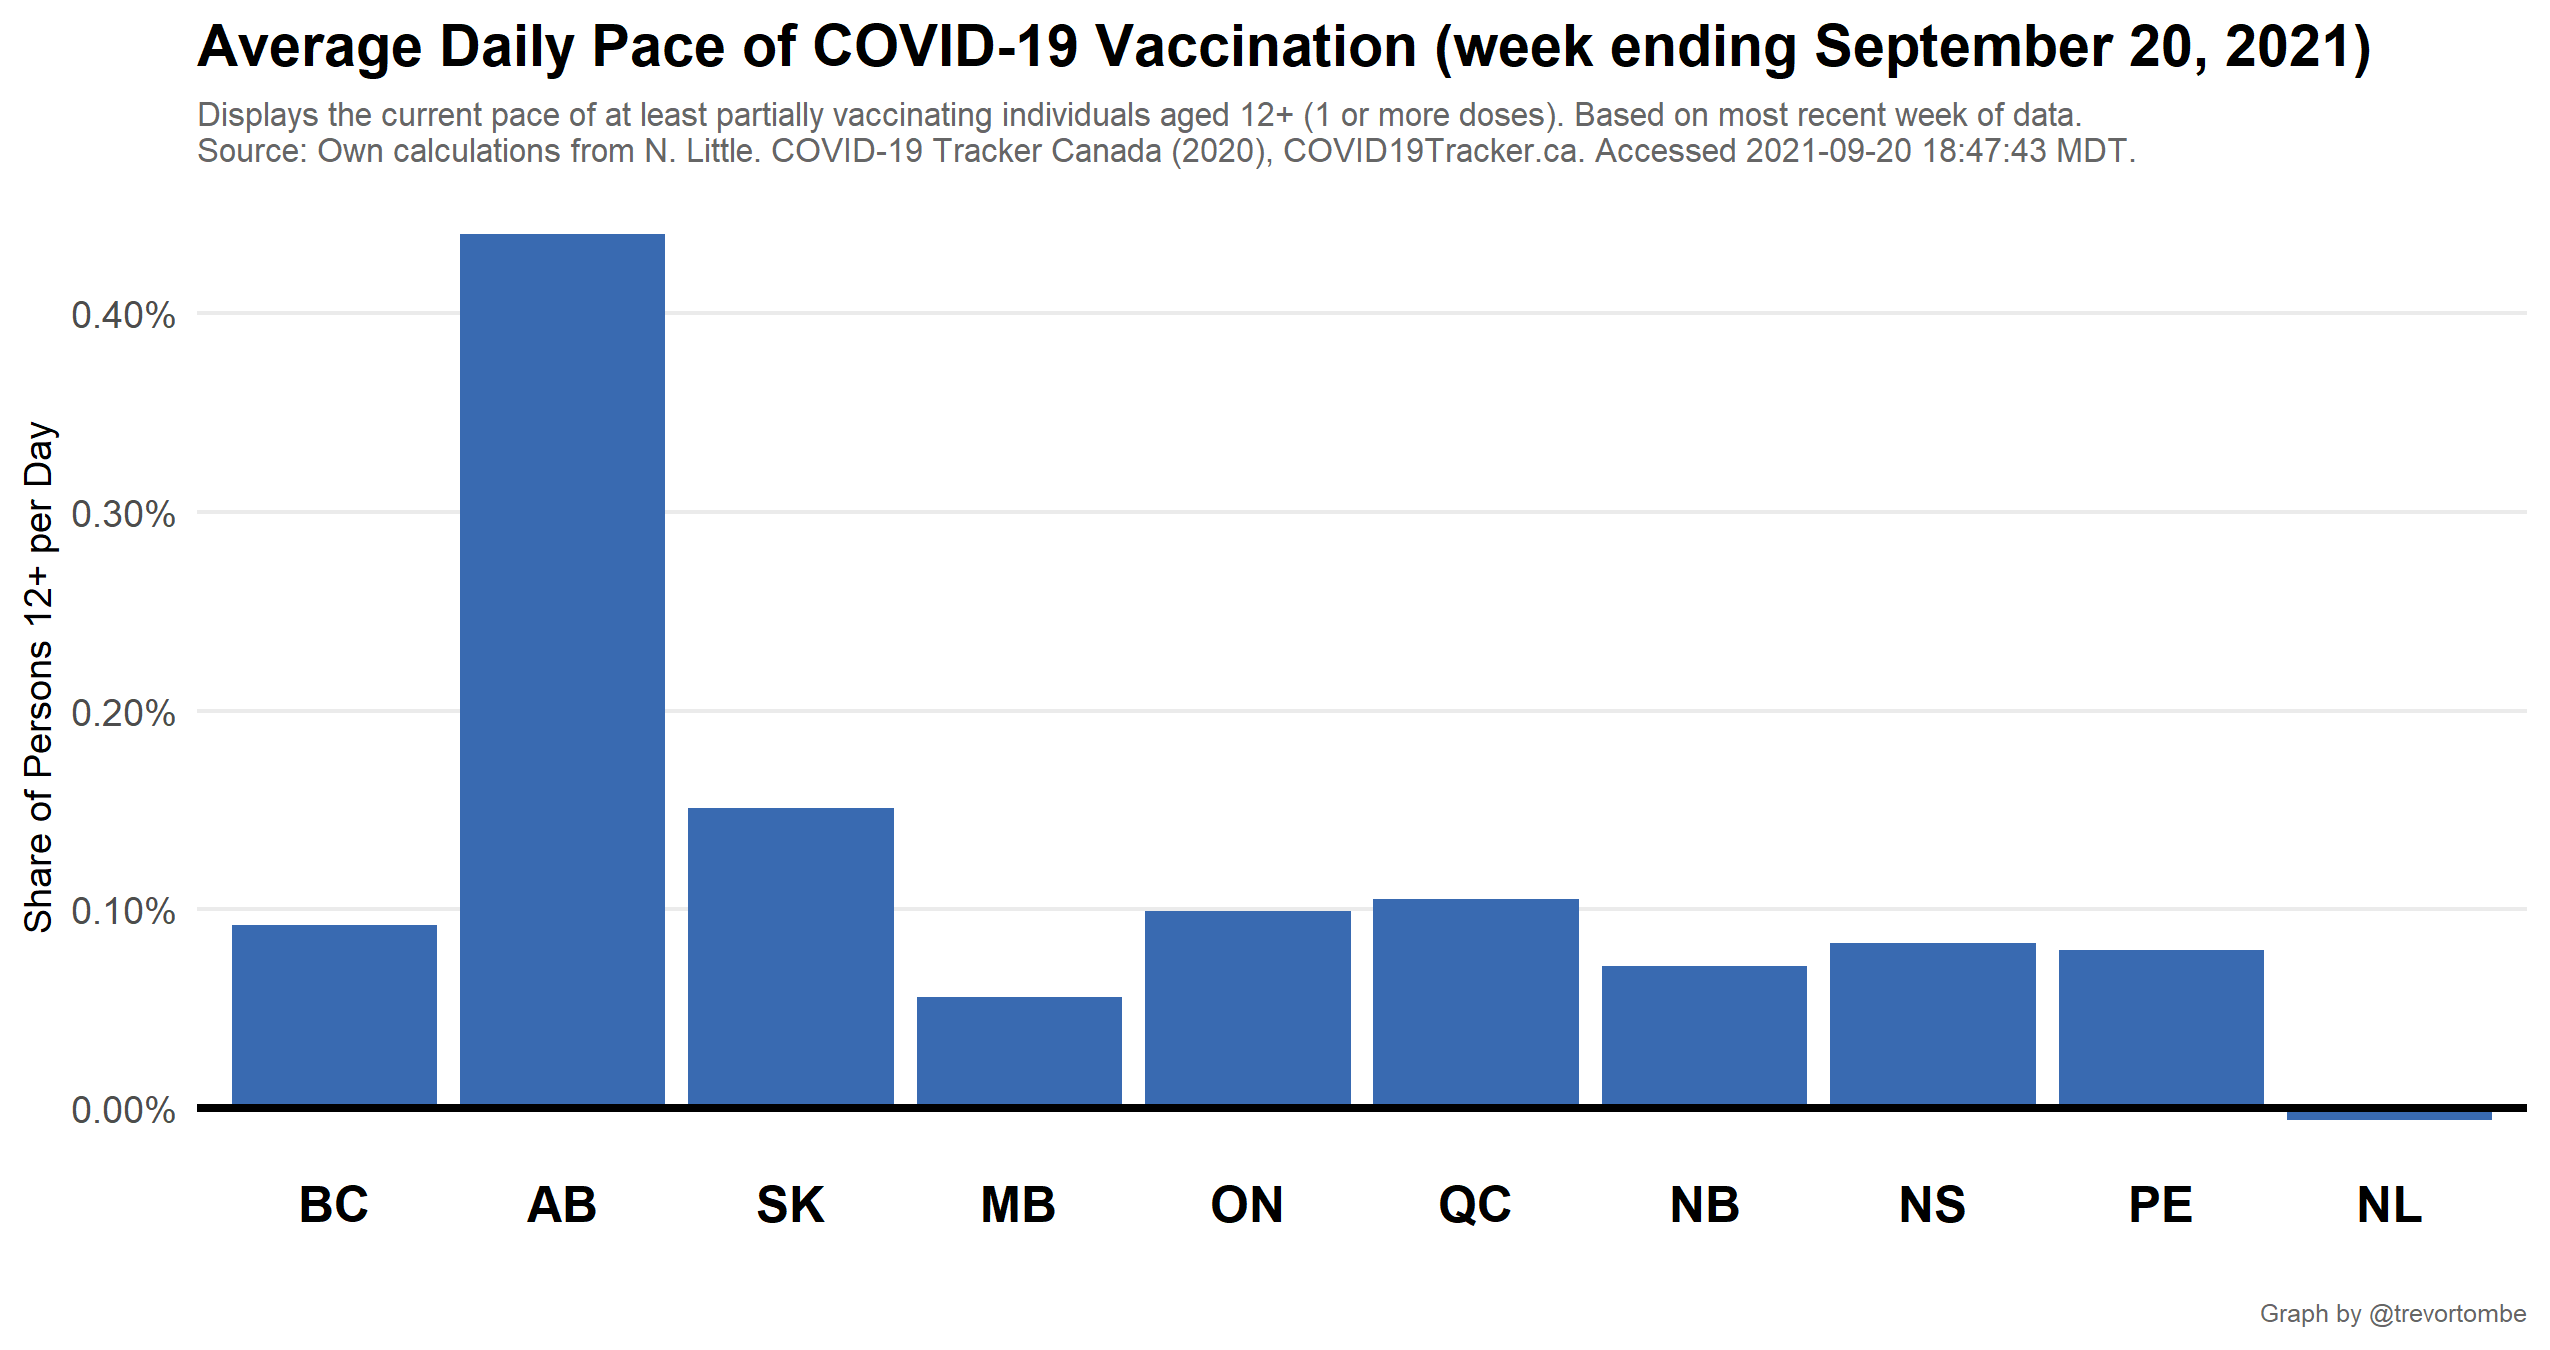 Average Daily Pace of COVID-19 Vaccination (week ending September 20, 2021)
Displays the current pace of at least partially vaccinating individuals aged 12+ (1 or more doses). Based on most recent week of data.
Source: Own calculations from N. Little. COVID-19 Tracker Canada (2020), COVID19Tracker.ca. Accessed 2021-09-20 18:47:43 MDT.
Share of Persons 12+ per Day
0.40%
0.30%
0.20%
0.10%
0.00%
BC AB SK MB ON QC NB NS PE NL
Graph by @trevortombe